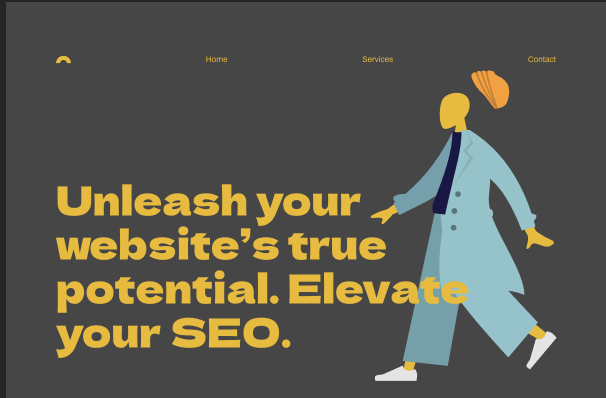 Home
Services
Contact
Unleash your
website’s true
potential. Elevate
your SEO.